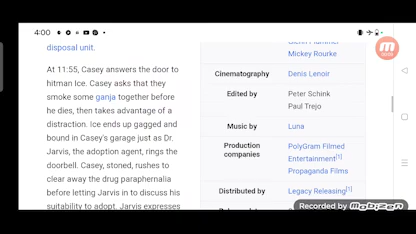 4:00
disposal unit.
At 11:55, Casey answers the door to
hitman Ice. Casey asks that they
smoke some ganja together before
he dies, then takes advantage of a
distraction. Ice ends up gagged and
bound in Casey's garage just as Dr.
Jarvis, the adoption agent, rings the
doorbell. Casey, stoned, rushes to
clear away the drug paraphernalia
before letting Jarvis in to discuss his
suitability to adopt. Jarvis expresses
Mickey Rourke
Cinematography Denis Lenoir
Edited by Peter Schink
Paul Trejo
Music by Luna
Production PolyGram Filmed
companies Entertainment[1]
Propaganda Films
Distributed by Legacy Releasing[1]
Recorded by Mobizen